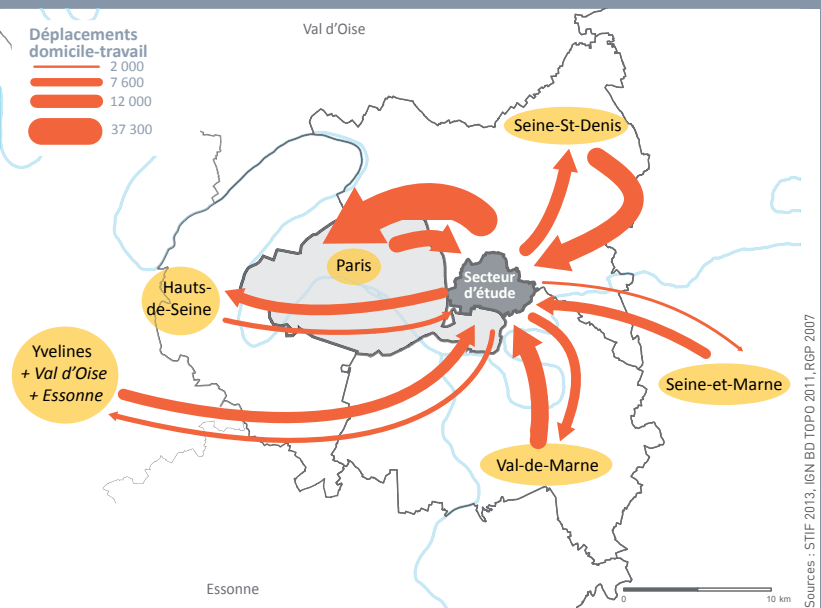 Val d'Oise
Déplacements
domicile-travail
2 000
7 600
12 000
37 300
Seine-St-Denis
Paris
Secteur
d'étude
Hauts-
de-Seine
Yvelines
+ Val d'Oise
+ Essonne
Seine-et-Marne
Val-de-Marne
Essonne
0
10 km
Sources : STIF 2013, IGN BD TOPO 2011,RGP 2007